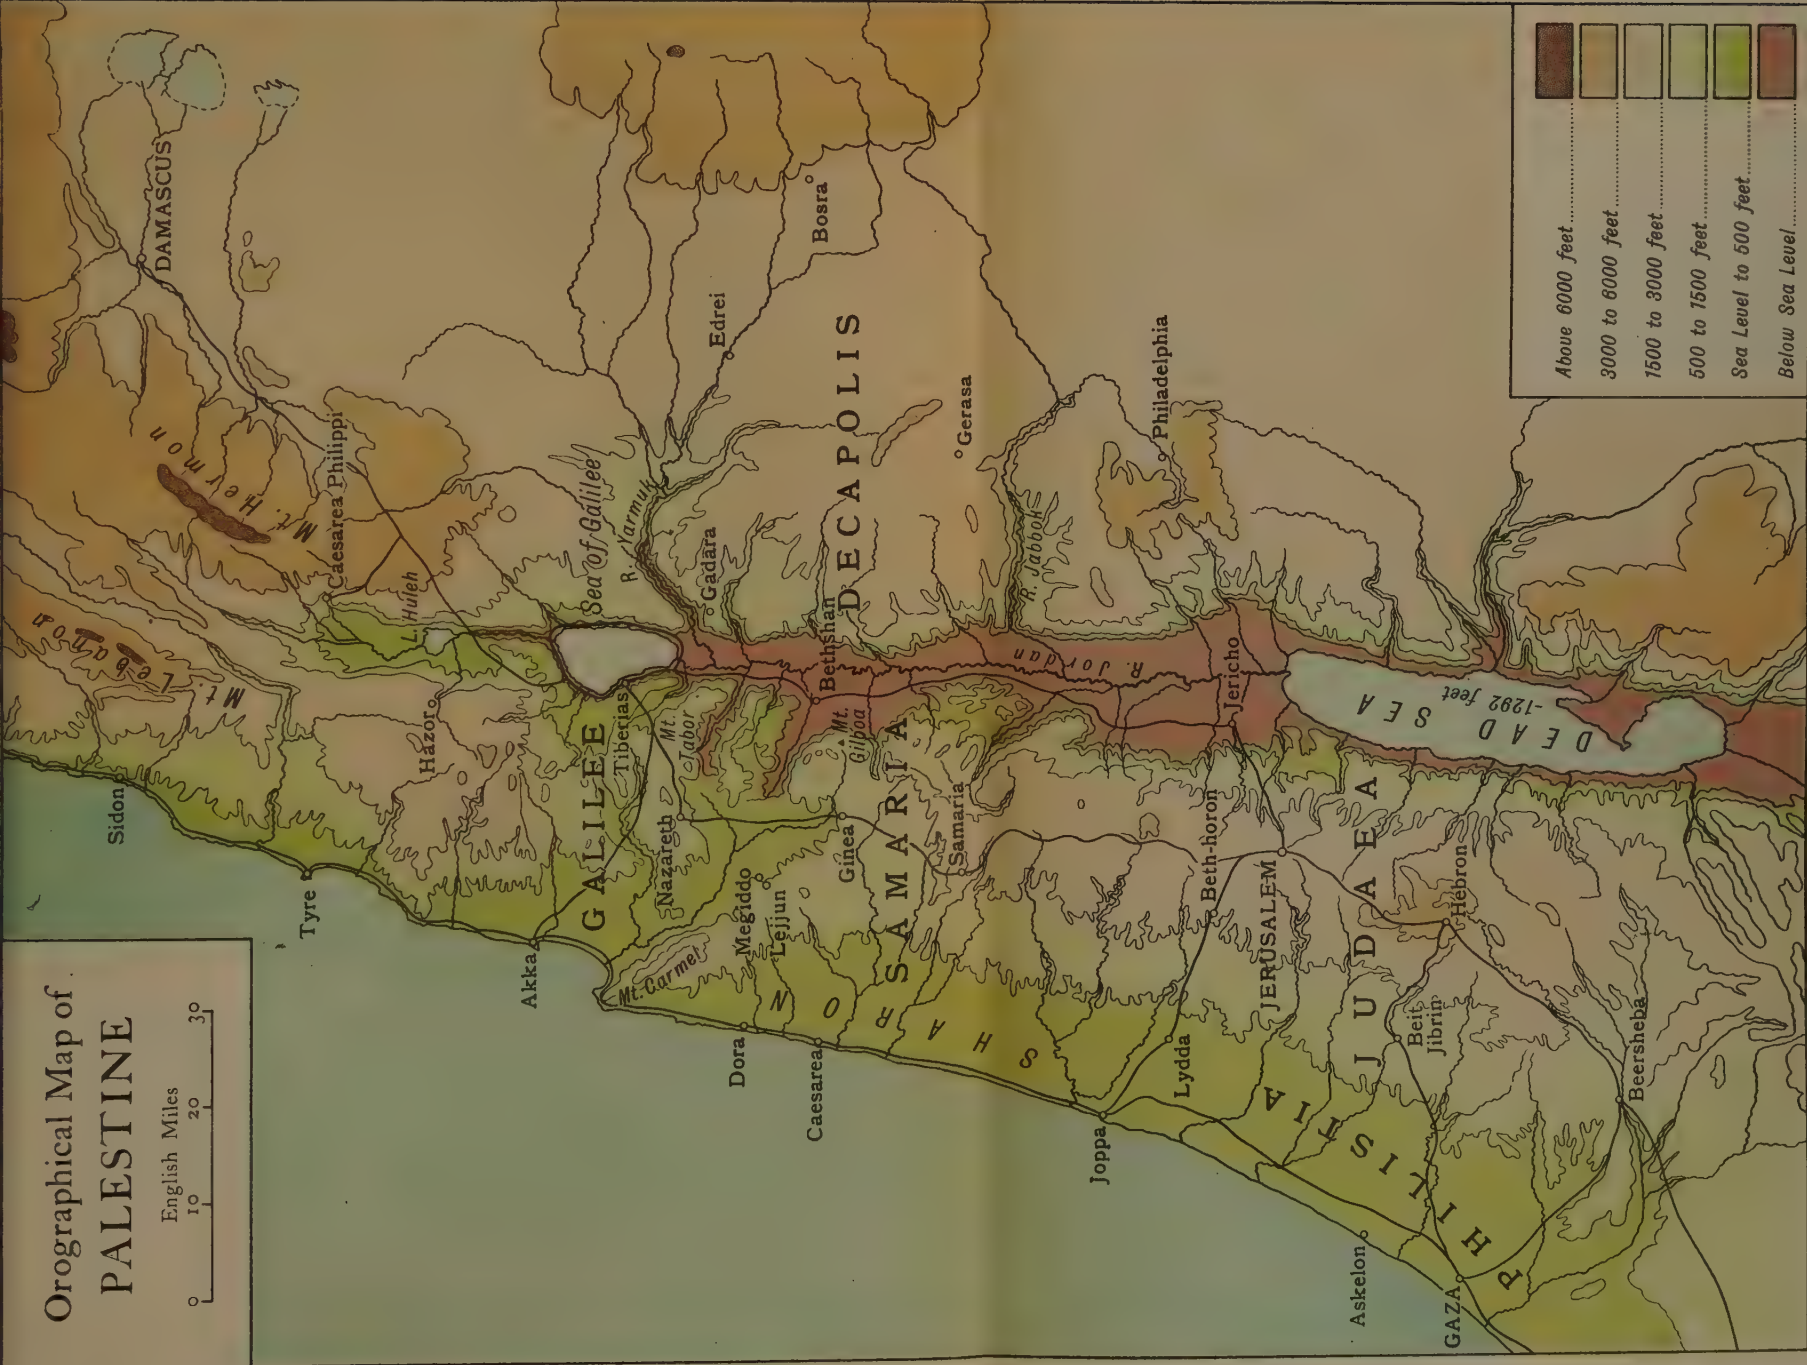 Orographical Map of
PALESTINE
English Miles
0 10 20 30
Above 6000 feet
3000 to 6000 feet
1500 to 3000 feet
500 to 1500 feet
Sea Level to 500 feet
Below Sea Level
DAMASCUS
Mt. Hermon
Mt. Lebanon
Caesarea Philippi
L. Huleh
Sidon
Tyre
Hazor
Akka
GALILEE
Sea of Galilee
Tiberias
R. Yarmuk
Gadara
Edrei
Bosra
DECAPOLIS
Gerasa
Philadelphia
R. Jabbok
R. Jordan
Bethshan
Mt.
Tabor
Mt.
Gilboa
Nazareth
Mt. Carmel
Megiddo
Lejjun
Ginea
SAMARIA
Samaria
Dora
Caesarea
SHARON
Joppa
Lydda
Beth-horon
Jericho
JERUSALEM
JUDAEA
DEAD SEA
-1292 feet
Hebron
Beit
Jibrin
Beersheba
PHILISTIA
Askelon
GAZA